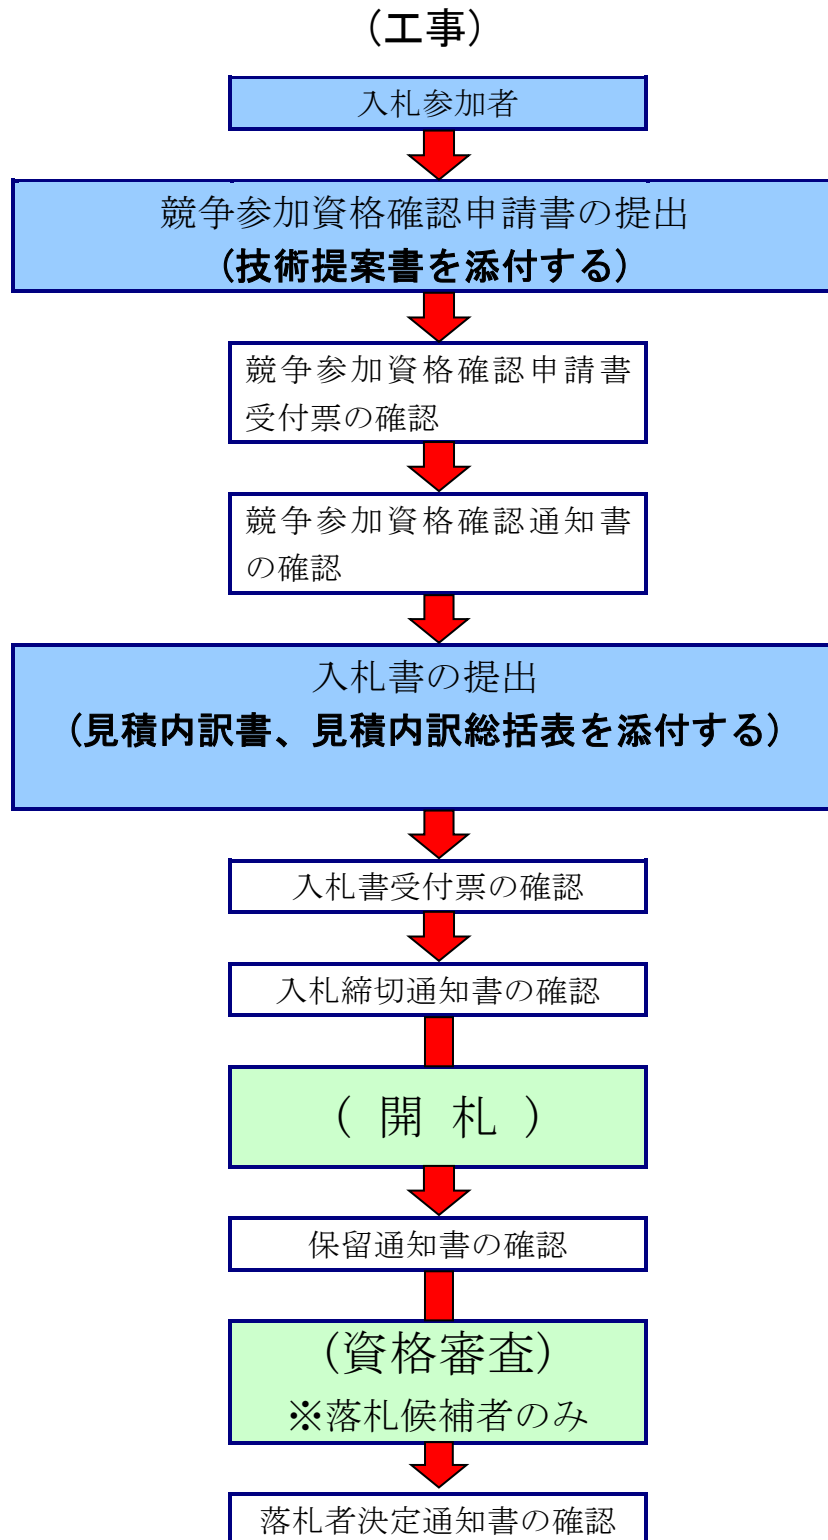 （工事）
入札参加者
競争参加資格確認申請書の提出
（技術提案書を添付する）
競争参加資格確認申請書
受付票の確認
競争参加資格確認通知書
の確認
入札書の提出
（見積内訳書、見積内訳総括表を添付する）
入札書受付票の確認
入札締切通知書の確認
（ 開 札 ）
保留通知書の確認
（資格審査）
※落札候補者のみ
落札者決定通知書の確認